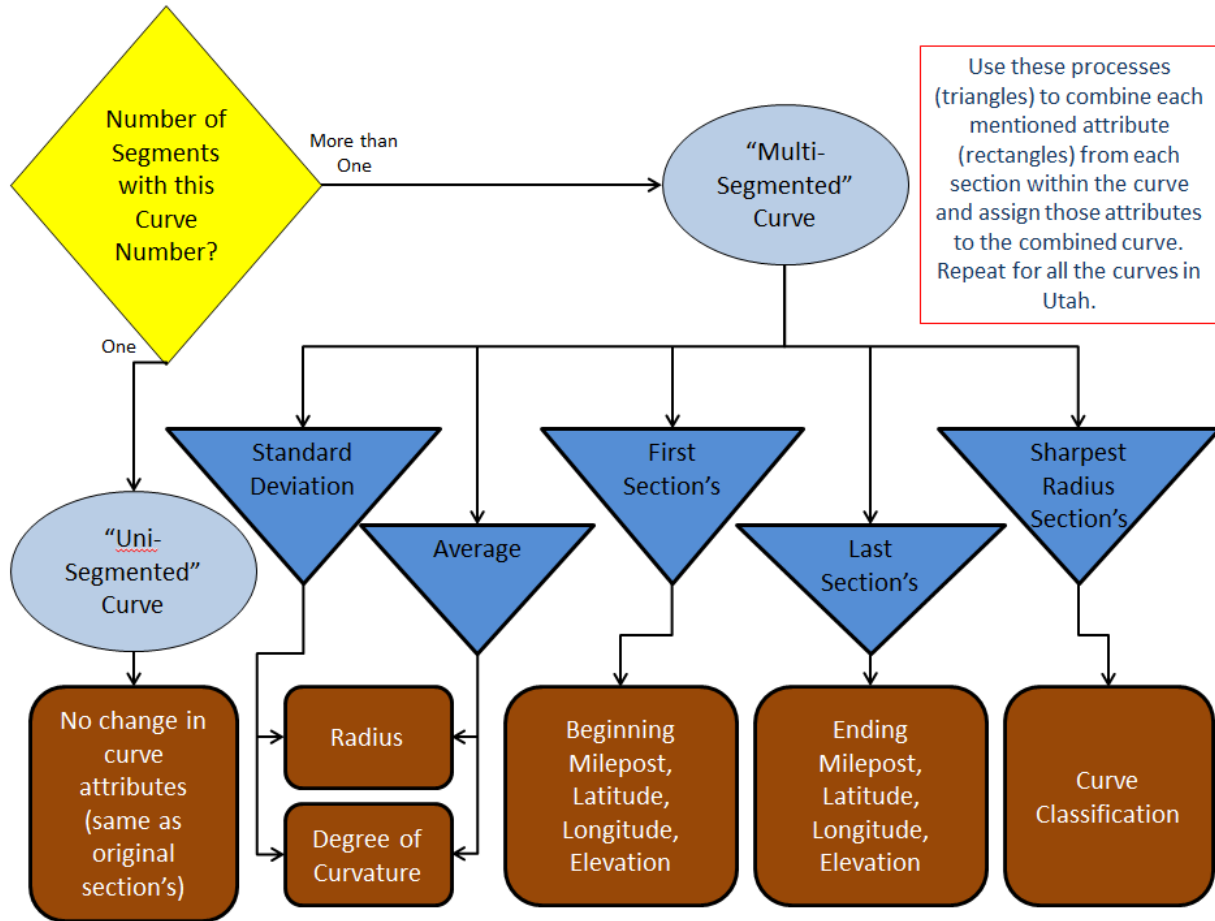 Number of
Segments
with this
Curve
Number?
More than
One
“Multi-
Segmented”
Curve
Use these processes
(triangles) to combine each
mentioned attribute
(rectangles) from each
section within the curve
and assign those attributes
to the combined curve.
Repeat for all the curves in
Utah.
One
Standard
Deviation
Average
First
Section’s
Last
Section’s
Sharpest
Radius
Section’s
“Uni-
Segmented”
Curve
No change in
curve
attributes
(same as
original
section’s)
Radius
Degree of
Curvature
Beginning
Milepost,
Latitude,
Longitude,
Elevation
Ending
Milepost,
Latitude,
Longitude,
Elevation
Curve
Classification